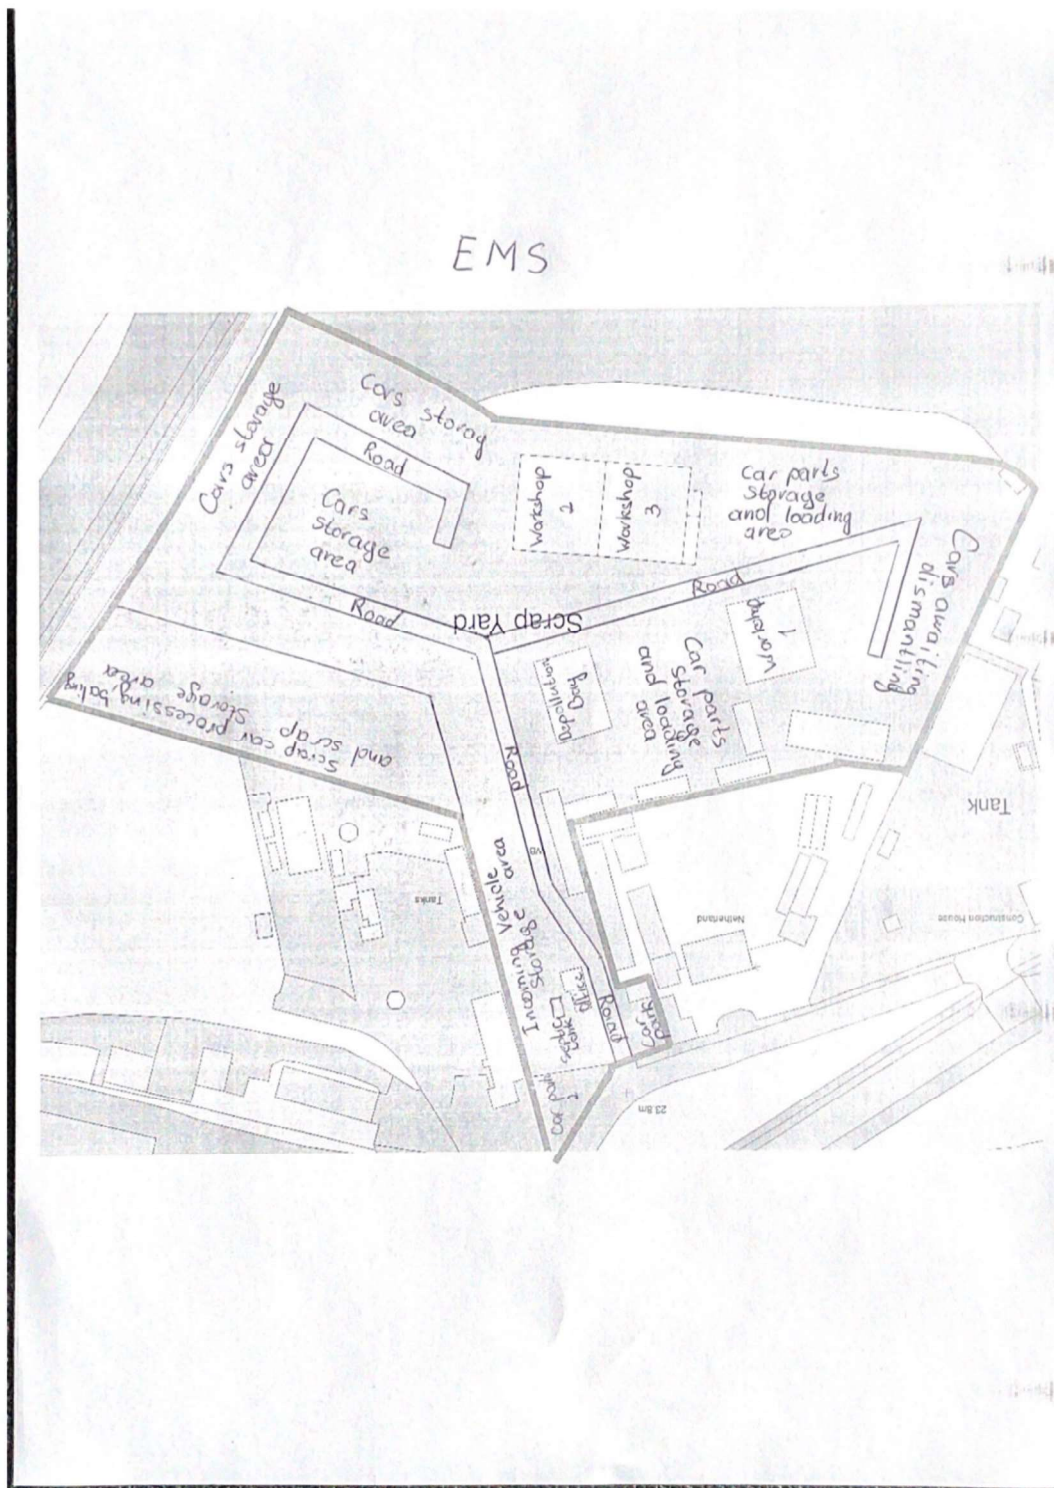 EMS
Cars storage
area
Cars storag
area
Road
Cars
storage
area
Workshop
2
Workshop
3
car parts
storage
and loading
area
Road
Road
Scrap Yard
Cars awaiting
dismantling
Workshop
1
Depollution
Bay
Car parts
storage
and loading
area
Scrap car processing baling
and scrap
storage area
Road
Tank
Incoming Vehicle
storage area
Tanks
Netherland
Construction House
Office
septic
tank
Road
Car park
23.8m